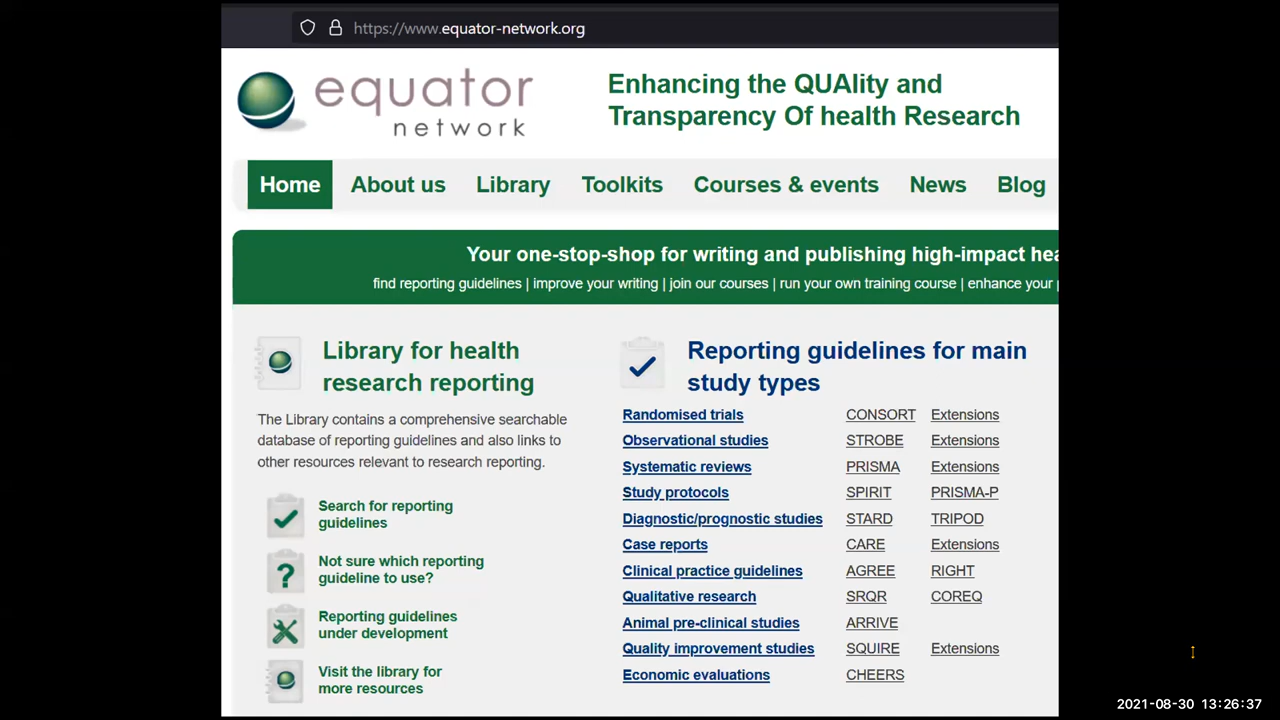 https://www.equator-network.org
equator
network
Enhancing the QUAlity and
Transparency Of health Research
Home About us Library Toolkits Courses & events News Blog
Your one-stop-shop for writing and publishing high-impact hea
find reporting guidelines | improve your writing | join our courses | run your own training course | enhance your
Library for health
research reporting
The Library contains a comprehensive searchable
database of reporting guidelines and also links to
other resources relevant to research reporting.
Search for reporting
guidelines
Not sure which reporting
guideline to use?
Reporting guidelines
under development
Visit the library for
more resources
Reporting guidelines for main
study types
Randomised trials CONSORT Extensions
Observational studies STROBE Extensions
Systematic reviews PRISMA Extensions
Study protocols SPIRIT PRISMA-P
Diagnostic/prognostic studies STARD TRIPOD
Case reports CARE Extensions
Clinical practice guidelines AGREE RIGHT
Qualitative research SRQR COREQ
Animal pre-clinical studies ARRIVE
Quality improvement studies SQUIRE Extensions
Economic evaluations CHEERS
2021-08-30 13:26:37